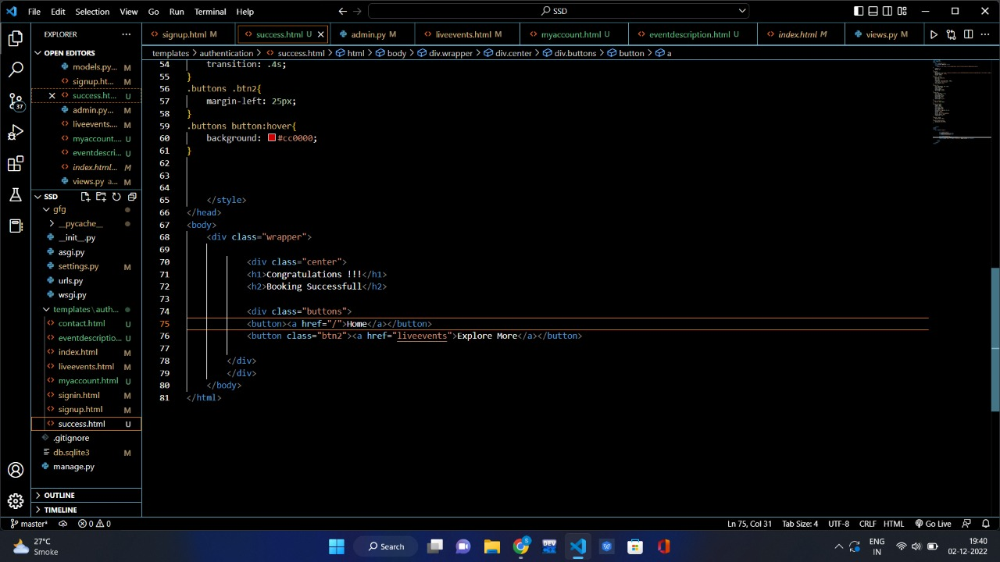 File Edit Selection View Go Run Terminal Help
SSD
EXPLORER
OPEN EDITORS
models.py... M
signup.ht... M
success.ht... U
admin.py... M
liveevents.... M
myaccount.... U
eventdescri... U
index.html... M
views.py a... M
SSD
gfg
__pycache__
__init__.py
asgi.py
settings.py M
urls.py
wsgi.py
templates\auth...
contact.html U
eventdescriptio... U
index.html M
liveevents.html M
myaccount.html U
signin.html M
signup.html M
success.html U
.gitignore
db.sqlite3 M
manage.py
OUTLINE
TIMELINE
37
signup.html M success.html U admin.py M liveevents.html M myaccount.html U eventdescription.html U index.html M views.py M
templates > authentication > success.html > html > body > div.wrapper > div.center > div.buttons > button > a
54 transition: .4s;
55 }
56 .buttons .btn2{
57 margin-left: 25px;
58 }
59 .buttons button:hover{
60 background: #cc0000;
61 }
62
63
64
65 </style>
66 </head>
67 <body>
68 <div class="wrapper">
69
70 <div class="center">
71 <h1>Congratulations !!!</h1>
72 <h2>Booking Successfull</h2>
73
74 <div class="buttons">
75 <button><a href="/">Home</a></button>
76 <button class="btn2"><a href="liveevents">Explore More</a></button>
77
78 </div>
79 </div>
80 </body>
81 </html>
master* 0 0 Ln 75, Col 31 Tab Size: 4 UTF-8 CRLF HTML Go Live
27°C
Smoke
Search
DEV
ENG
IN
19:40
02-12-2022